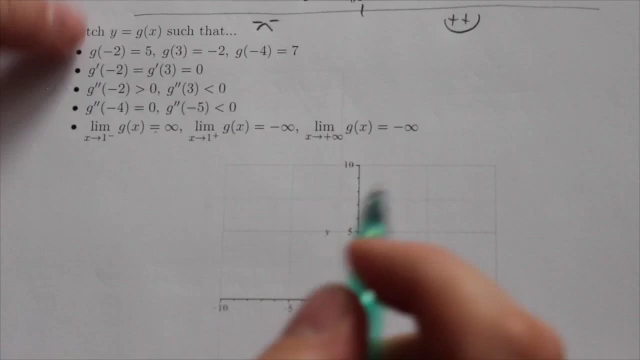 ++
tch y = g(x) such that...
• g(−2) = 5, g(3) = −2, g(−4) = 7
• g′(−2) = g′(3) = 0
• g″(−2) > 0, g″(3) < 0
• g″(−4) = 0, g″(−5) < 0
• lim x→1⁻ g(x) = ∞, lim x→1⁺ g(x) = −∞, lim x→+∞ g(x) = −∞
10
y 5
−10 5